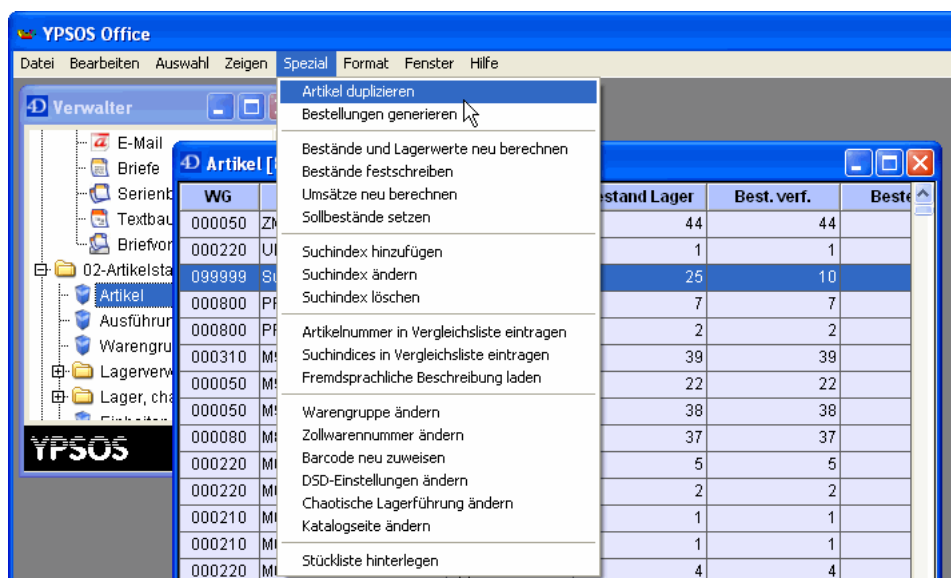 YPSOS Office
Datei Bearbeiten Auswahl Zeigen Spezial Format Fenster Hilfe
Verwalter
E-Mail
Briefe
Serienb
Textbau
Briefvor
02-Artikelsta
Artikel
Ausführur
Warengru
Lagerverw
Lager, cha
YPSOS
Artikel duplizieren
Bestellungen generieren
Bestände und Lagerwerte neu berechnen
Bestände festschreiben
Umsätze neu berechnen
Sollbestände setzen
Suchindex hinzufügen
Suchindex ändern
Suchindex löschen
Artikelnummer in Vergleichsliste eintragen
Suchindices in Vergleichsliste eintragen
Fremdsprachliche Beschreibung laden
Warengruppe ändern
Zollwarennummer ändern
Barcode neu zuweisen
DSD-Einstellungen ändern
Chaotische Lagerführung ändern
Katalogseite ändern
Stückliste hinterlegen
Artikel [
WG stand Lager Best. verf. Beste
000050 44 44
000220 1 1
099999 25 10
000800 7 7
000800 2 2
000310 39 39
000050 22 22
000050 38 38
000080 37 37
000220 5 5
000220 2 2
000210 1 1
000210 1 1
000220 4 4